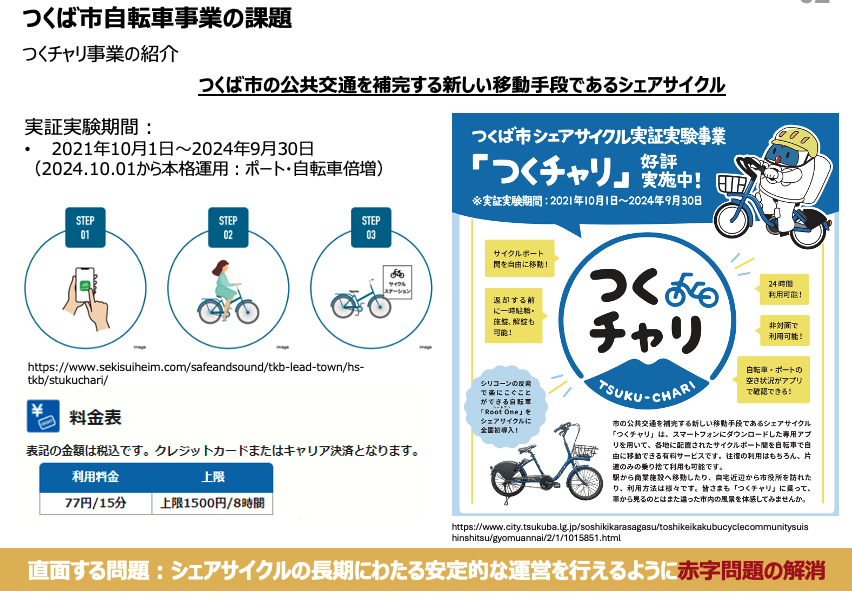 つくば市自転車事業の課題
つくチャリ事業の紹介
つくば市の公共交通を補完する新しい移動手段であるシェアサイクル
実証実験期間：
• 2021年10月1日～2024年9月30日
（2024.10.01から本格運用：ポート・自転車倍増）
STEP
01
STEP
02
STEP
03
サイクル
ステーション
image
image
image
https://www.sekisuiheim.com/safeandsound/tkb-lead-town/hs-
tkb/stukuchari/
料金表
表記の金額は税込です。クレジットカードまたはキャリア決済となります。
利用料金 上限
77円/15分 上限1500円/8時間
つくば市シェアサイクル実証実験事業
「つくチャリ」好評
実施中！
※実証実験期間：2021年10月1日～2024年9月30日
サイクルポート
間を自由に移動！
返却する前
に一時駐輪・
施錠、解錠も
可能！
つく
チャリ
TSUKU-CHARI
24時間
利用可能！
非対面で
利用可能！
自転車・ポートの
空き状況がアプリ
で確認できる！
シリコーンの反発
で楽にこぐこと
ができる自転車
「Root One」を
シェアサイクルに
全国初導入！
市の公共交通を補完する新しい移動手段であるシェアサイクル
「つくチャリ」は、スマートフォンにダウンロードした専用アプ
リを用いて、各地に配置されたサイクルポート間を自転車で自
由に移動できる有料サービスです。往復の利用はもちろん、片
道のみの乗り捨て利用も可能です。
駅から商業施設へ移動したり、自宅近辺から市役所を訪れた
り、利用方法は様々です。皆さまも「つくチャリ」に乗って、
車から見るのとはまた違った市内の風景を体感してみませんか。
https://www.city.tsukuba.lg.jp/soshikikarasagasu/toshikeikakubucyclecommunitysuis
hinshitsu/gyomuannai/2/1/1015851.html
直面する問題：シェアサイクルの長期にわたる安定的な運営を行えるように赤字問題の解消